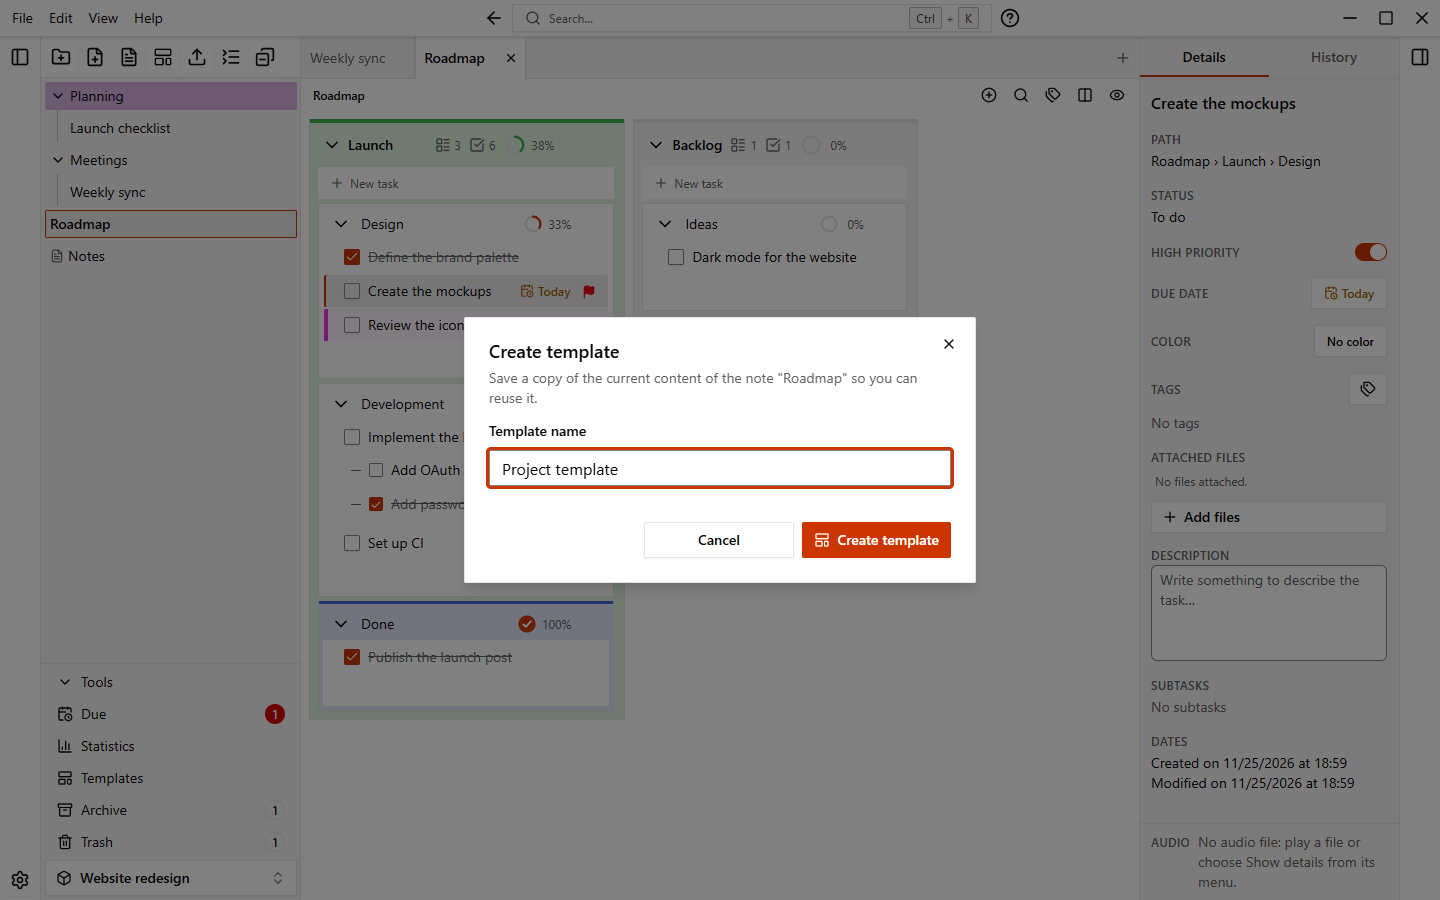 File Edit View Help
Search...
Ctrl + K
Weekly sync
Roadmap
Details
History
Planning
Launch checklist
Meetings
Weekly sync
Roadmap
Notes
Tools
Due
1
Statistics
Templates
Archive
1
Trash
1
Website redesign
Roadmap
Launch
3
6
38%
New task
Design
33%
Define the brand palette
Create the mockups
Today
Review the icon
Development
Implement the
Add OAuth
Add passwo
Set up CI
Done
100%
Publish the launch post
Backlog
1
1
0%
New task
Ideas
0%
Dark mode for the website
Create template
Save a copy of the current content of the note "Roadmap" so you can
reuse it.
Template name
Project template
Cancel
Create template
Create the mockups
PATH
Roadmap › Launch › Design
STATUS
To do
HIGH PRIORITY
DUE DATE
Today
COLOR
No color
TAGS
No tags
ATTACHED FILES
No files attached.
Add files
DESCRIPTION
Write something to describe the
task...
SUBTASKS
No subtasks
DATES
Created on 11/25/2026 at 18:59
Modified on 11/25/2026 at 18:59
AUDIO
No audio file: play a file or
choose Show details from its
menu.